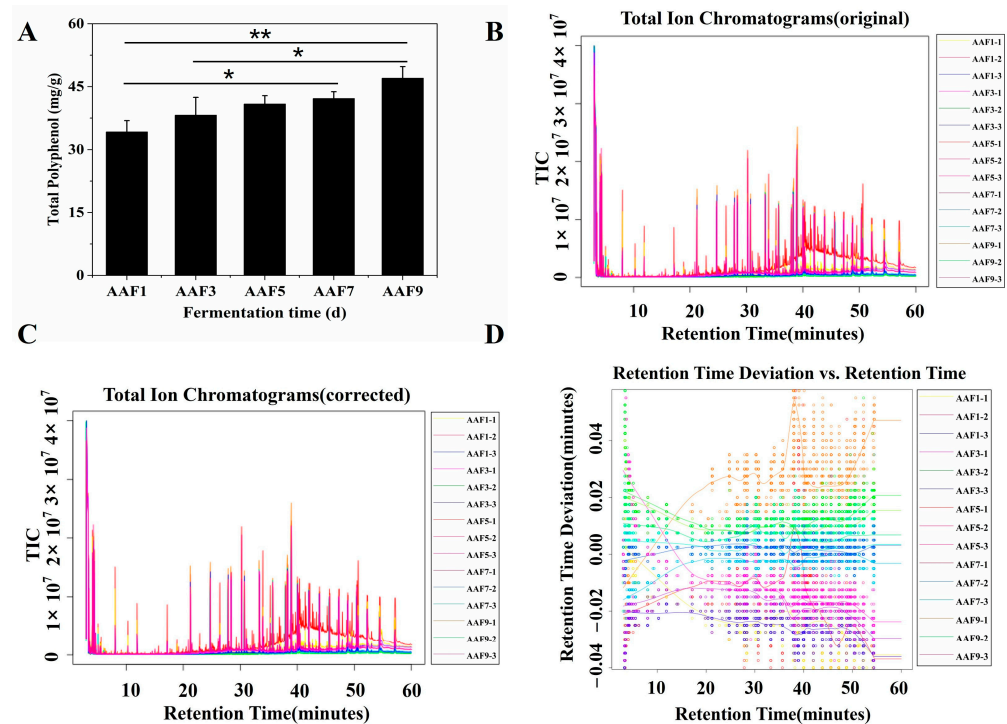 A
60
45
30
15
0
Total Polyphenol (mg/g)
**
*
*
AAF1 AAF3 AAF5 AAF7 AAF9
Fermentation time (d)
B
Total Ion Chromatograms(original)
TIC
0 1× 10⁷ 2× 10⁷ 3× 10⁷ 4× 10⁷
10 20 30 40 50 60
Retention Time(minutes)
AAF1-1
AAF1-2
AAF1-3
AAF3-1
AAF3-2
AAF3-3
AAF5-1
AAF5-2
AAF5-3
AAF7-1
AAF7-2
AAF7-3
AAF9-1
AAF9-2
AAF9-3
C
Total Ion Chromatograms(corrected)
TIC
0 1× 10⁷ 2× 10⁷ 3× 10⁷ 4× 10⁷
10 20 30 40 50 60
Retention Time(minutes)
AAF1-1
AAF1-2
AAF1-3
AAF3-1
AAF3-2
AAF3-3
AAF5-1
AAF5-2
AAF5-3
AAF7-1
AAF7-2
AAF7-3
AAF9-1
AAF9-2
AAF9-3
D
Retention Time Deviation vs. Retention Time
Retention Time Deviation(minutes)
−0.04 −0.02 0.00 0.02 0.04
10 20 30 40 50 60
Retention Time(minutes)
AAF1-1
AAF1-2
AAF1-3
AAF3-1
AAF3-2
AAF3-3
AAF5-1
AAF5-2
AAF5-3
AAF7-1
AAF7-2
AAF7-3
AAF9-1
AAF9-2
AAF9-3